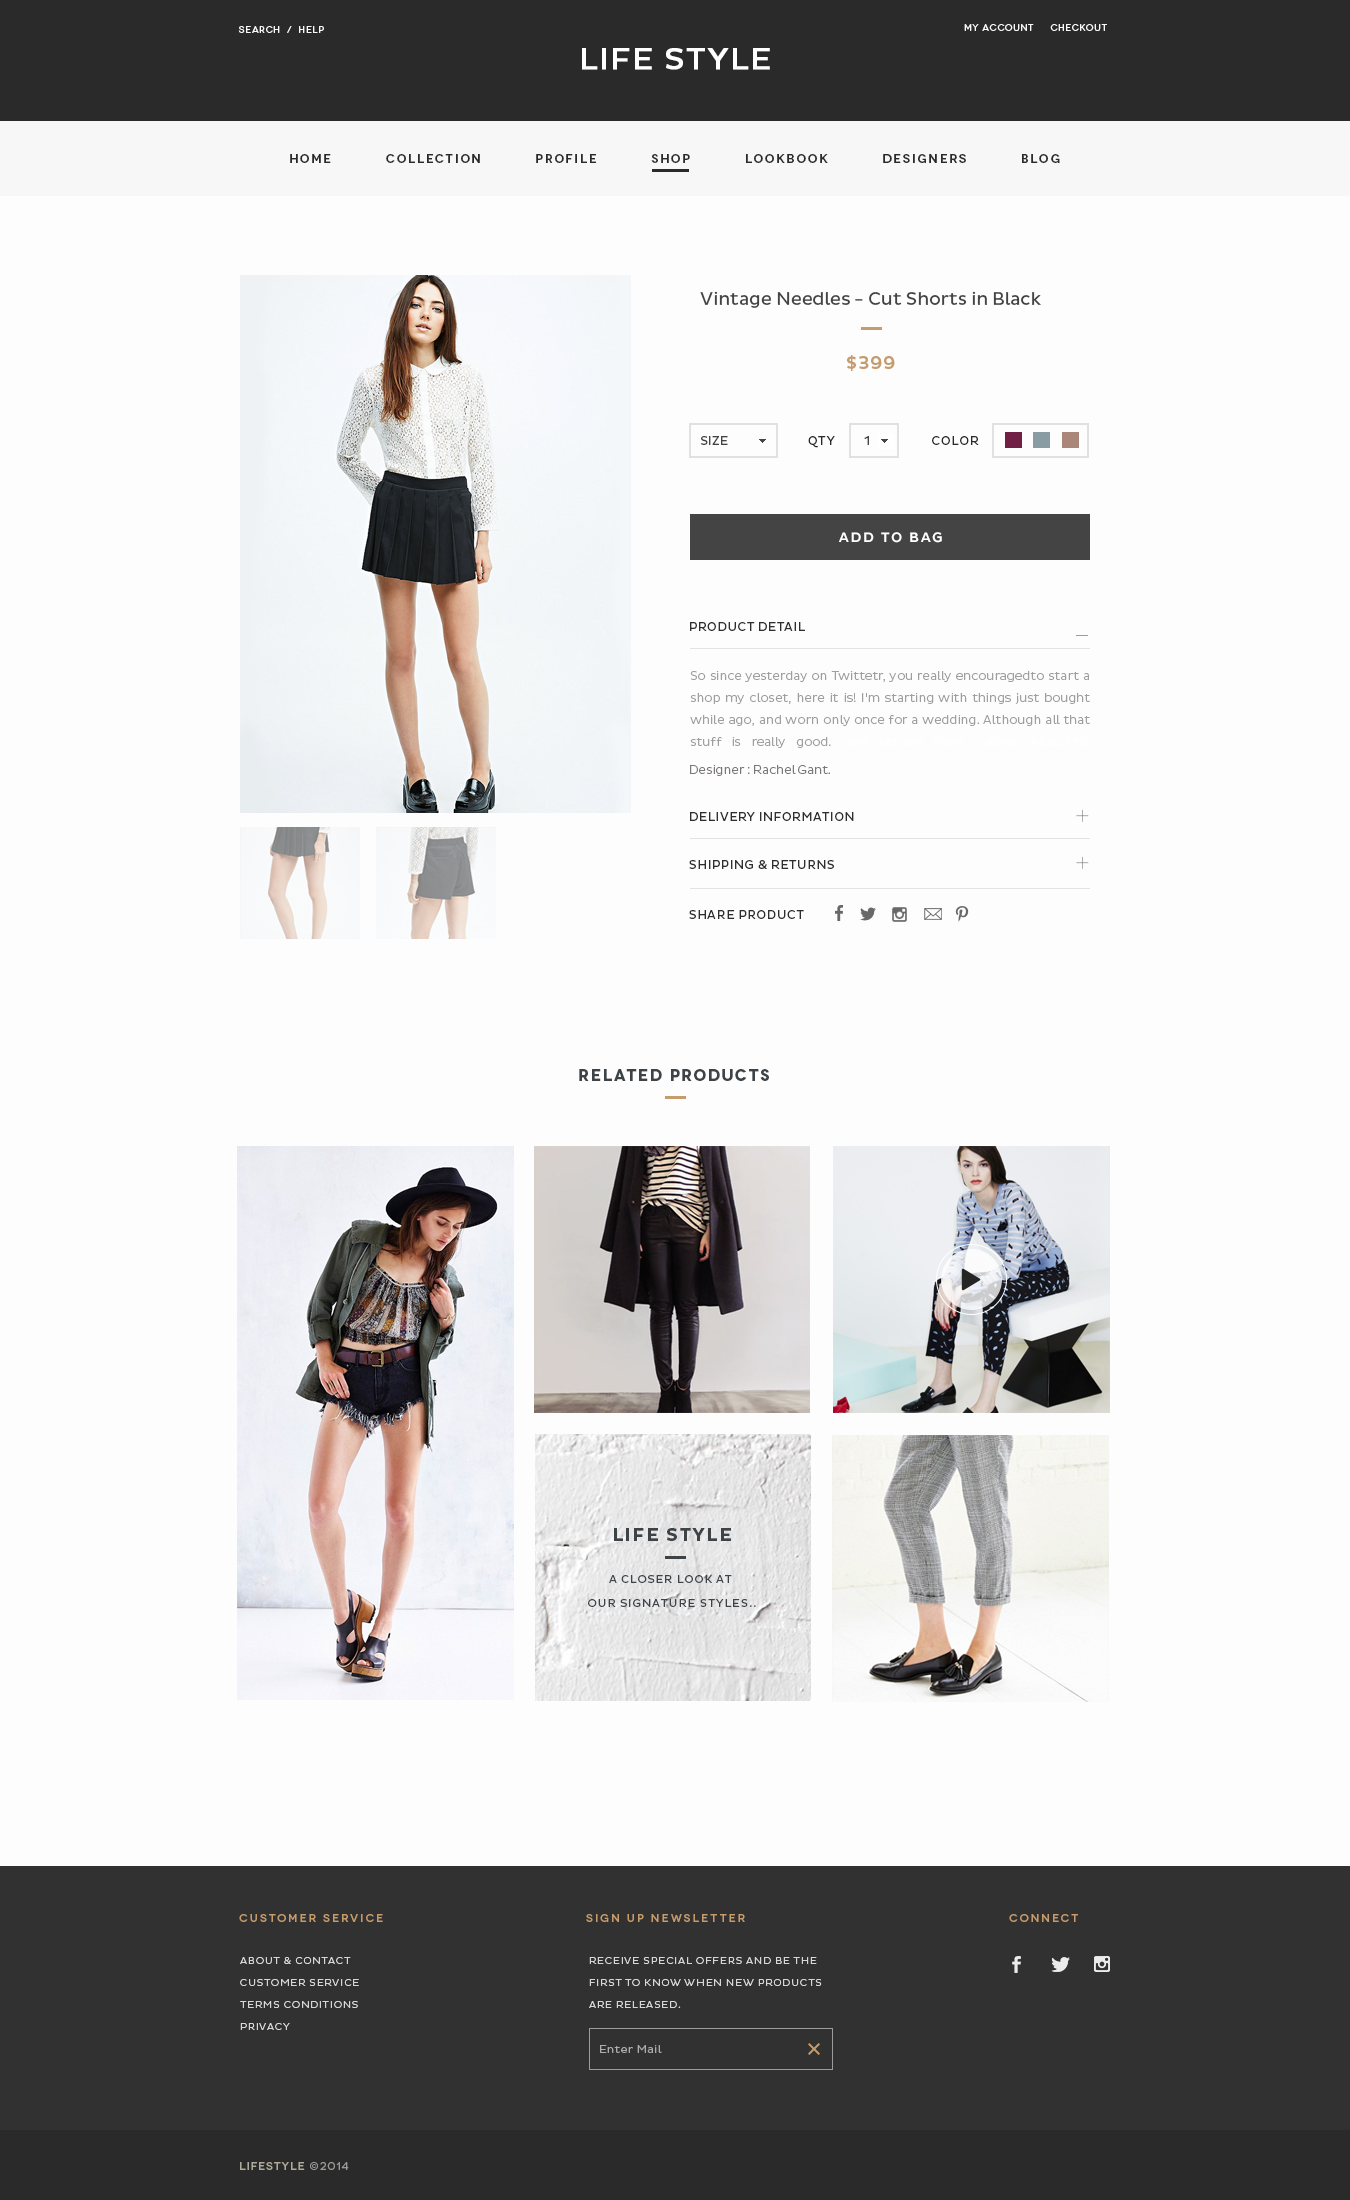 SEARCH / HELP
MY ACCOUNT CHECKOUT
LIFE STYLE
HOME COLLECTION PROFILE SHOP LOOKBOOK DESIGNERS BLOG
Vintage Needles - Cut Shorts in Black
$399
SIZE QTY 1 COLOR
ADD TO BAG
PRODUCT DETAIL
So since yesterday on Twittetr, you really encouragedto start a
shop my closet, here it is! I'm starting with things just bought
while ago, and worn only once for a wedding. Although all that
stuff is really good.
Designer : Rachel Gant.
DELIVERY INFORMATION
SHIPPING & RETURNS
SHARE PRODUCT
RELATED PRODUCTS
LIFE STYLE
A CLOSER LOOK AT
OUR SIGNATURE STYLES..
CUSTOMER SERVICE
ABOUT & CONTACT
CUSTOMER SERVICE
TERMS CONDITIONS
PRIVACY
SIGN UP NEWSLETTER
RECEIVE SPECIAL OFFERS AND BE THE
FIRST TO KNOW WHEN NEW PRODUCTS
ARE RELEASED.
Enter Mail
CONNECT
LIFESTYLE ©2014